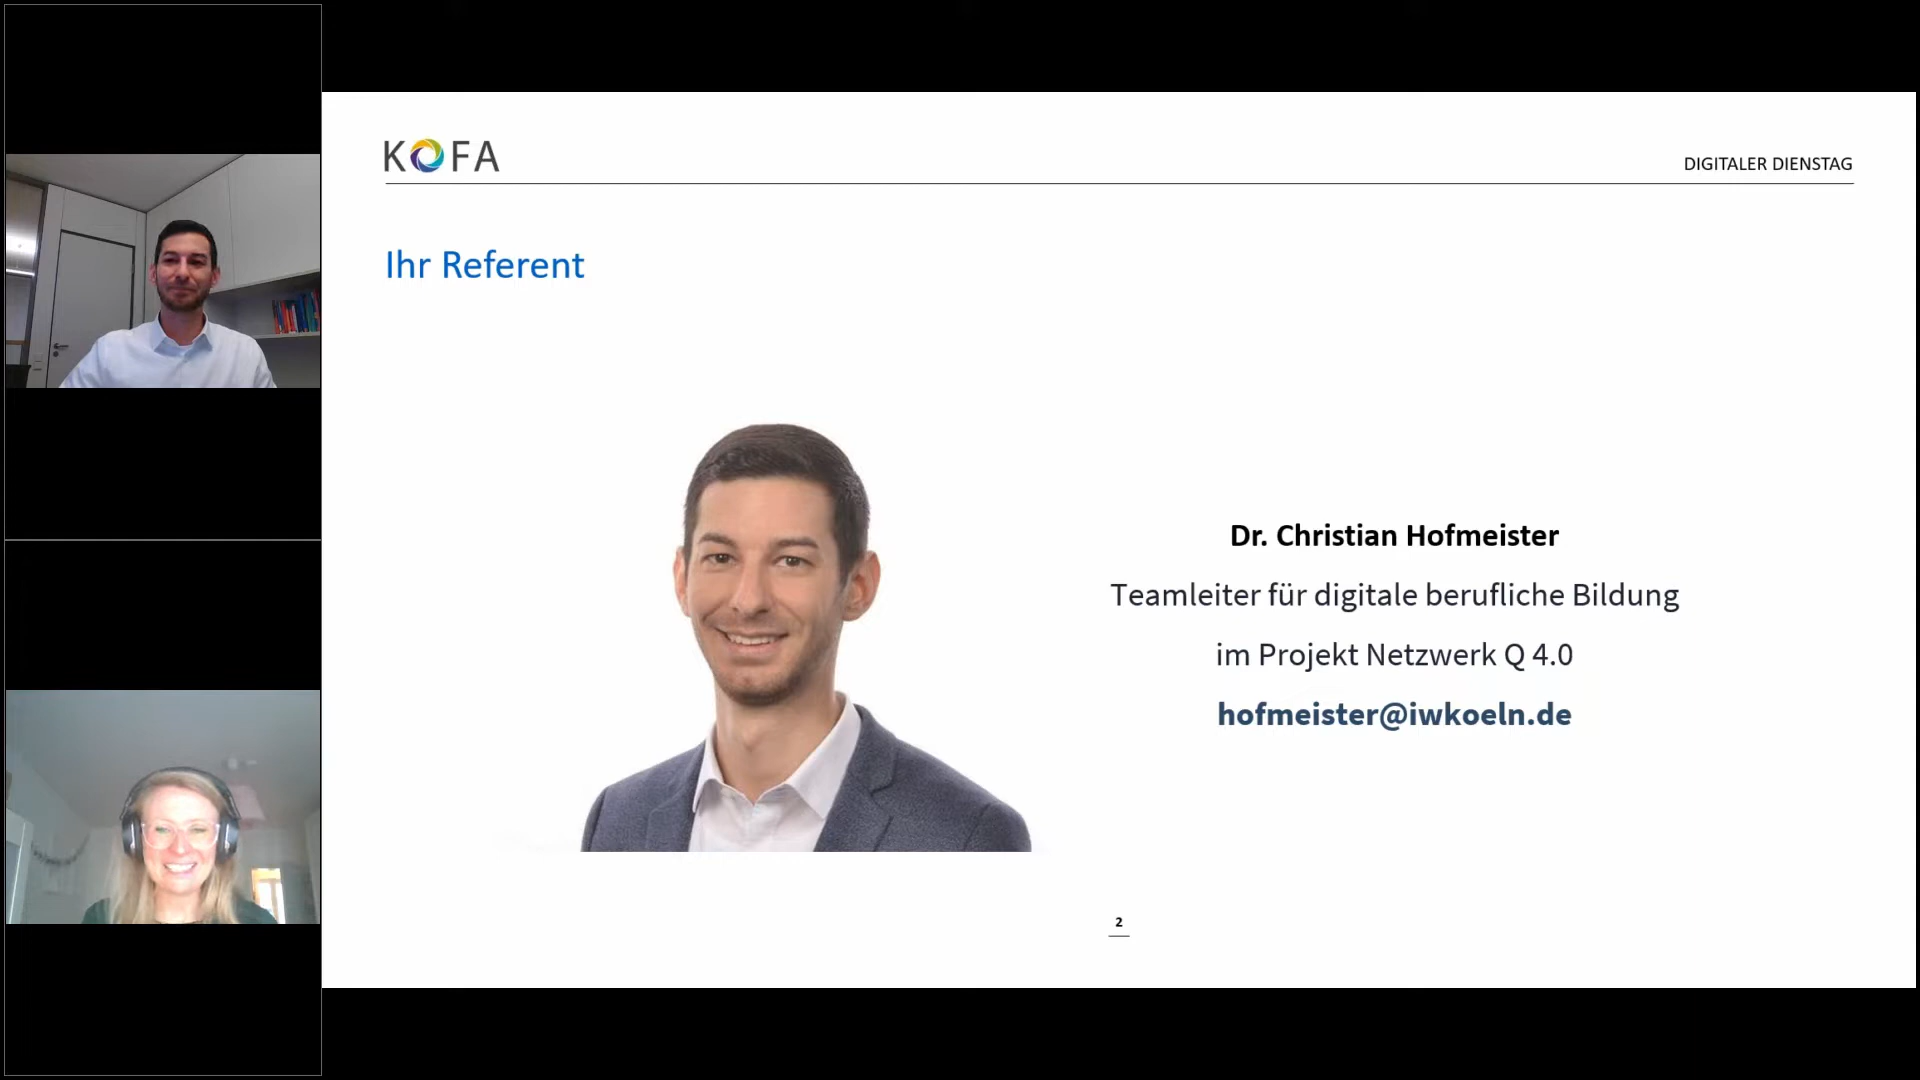 KOFA
DIGITALER DIENSTAG
Ihr Referent
Dr. Christian Hofmeister
Teamleiter für digitale berufliche Bildung
im Projekt Netzwerk Q 4.0
hofmeister@iwkoeln.de
2